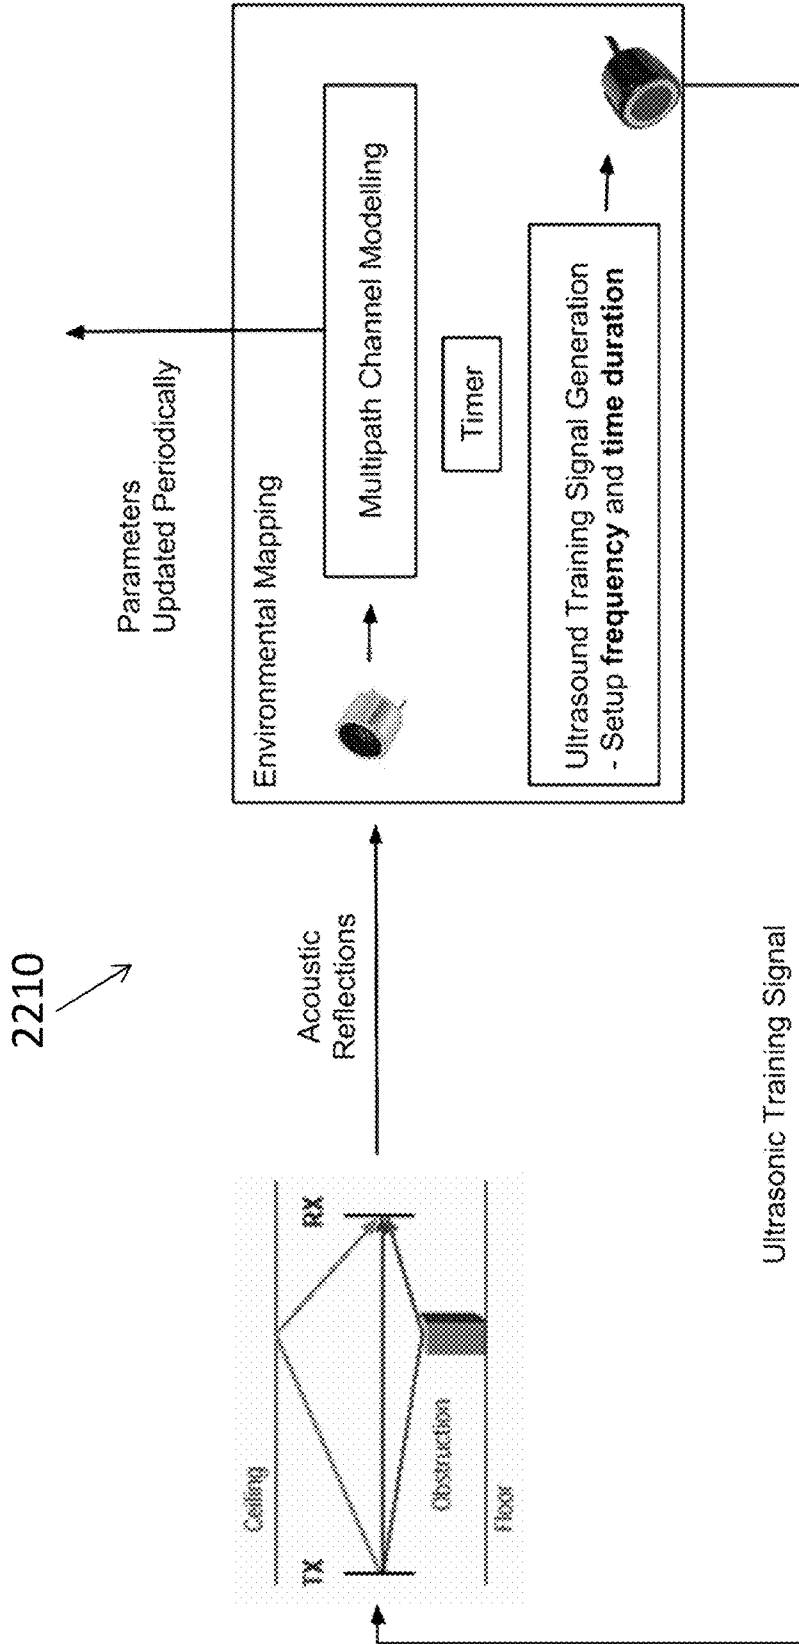 2210
Parameters
Updated Periodically
Ceiling
TX
RX
Obstruction
Floor
Acoustic
Reflections
Environmental Mapping
Multipath Channel Modelling
Timer
Ultrasound Training Signal Generation
- Setup frequency and time duration
Ultrasonic Training Signal